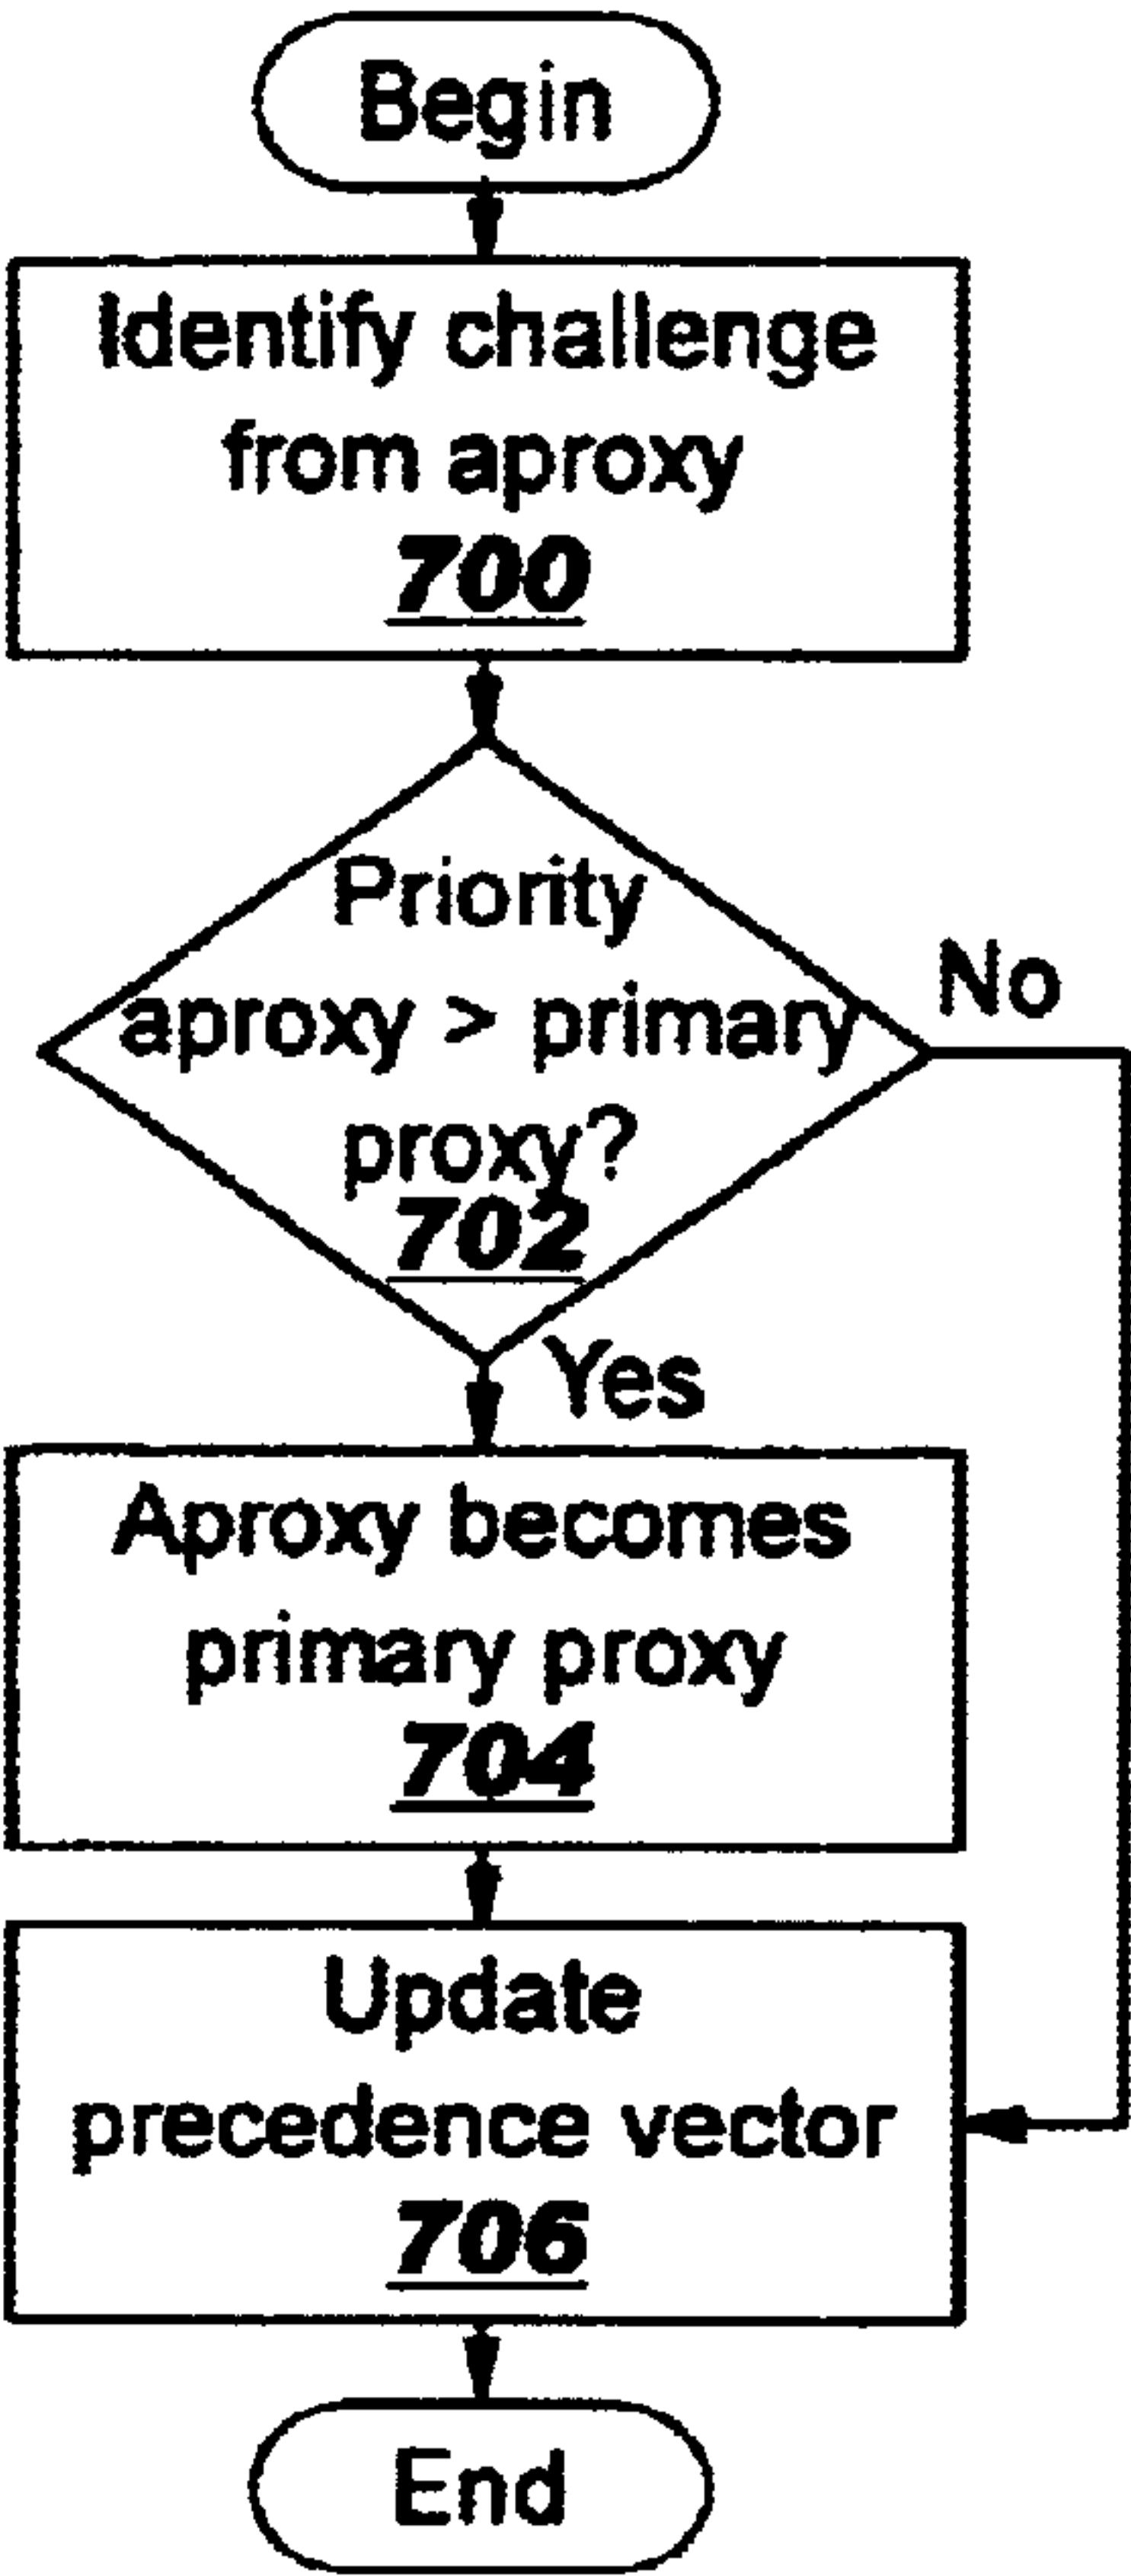 Begin
Identify challenge
from aproxy
700
Priority
aproxy > primary
proxy?
702
No
Yes
Aproxy becomes
primary proxy
704
Update
precedence vector
706
End